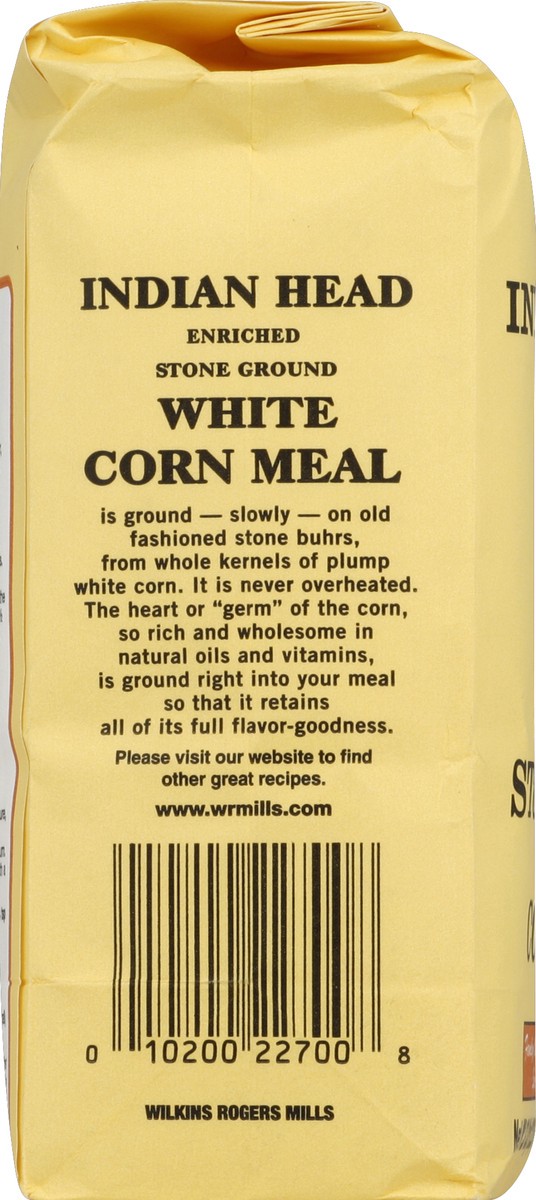 INDIAN HEAD
ENRICHED
STONE GROUND
WHITE
CORN MEAL
is ground — slowly — on old
fashioned stone buhrs,
from whole kernels of plump
white corn. It is never overheated.
The heart or “germ” of the corn,
so rich and wholesome in
natural oils and vitamins,
is ground right into your meal
so that it retains
all of its full flavor-goodness.
Please visit our website to find
other great recipes.
www.wrmills.com
0 10200 22700 8
WILKINS ROGERS MILLS